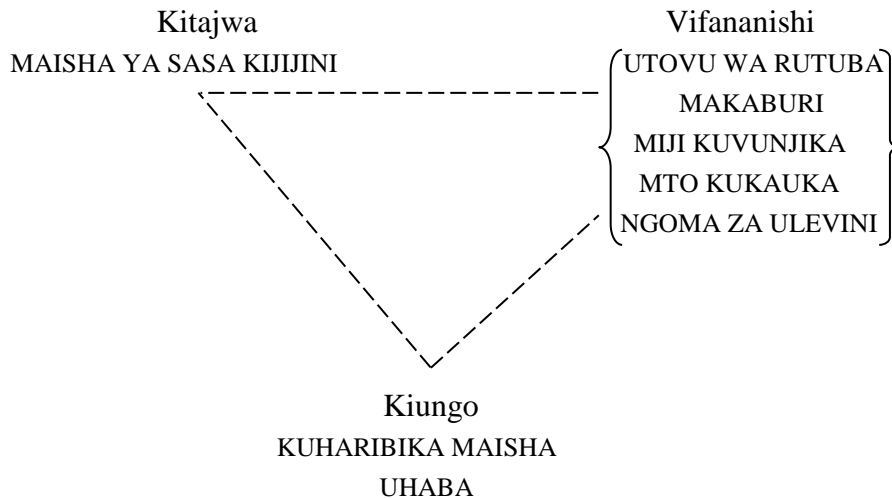 Kitajwa
MAISHA YA SASA KIJIJINI
Vifananishi
UTOVU WA RUTUBA
MAKABURI
MIJI KUVUNJIKA
MTO KUKAUKA
NGOMA ZA ULEVINI
Kiungo
KUHARIBIKA MAISHA
UHABA